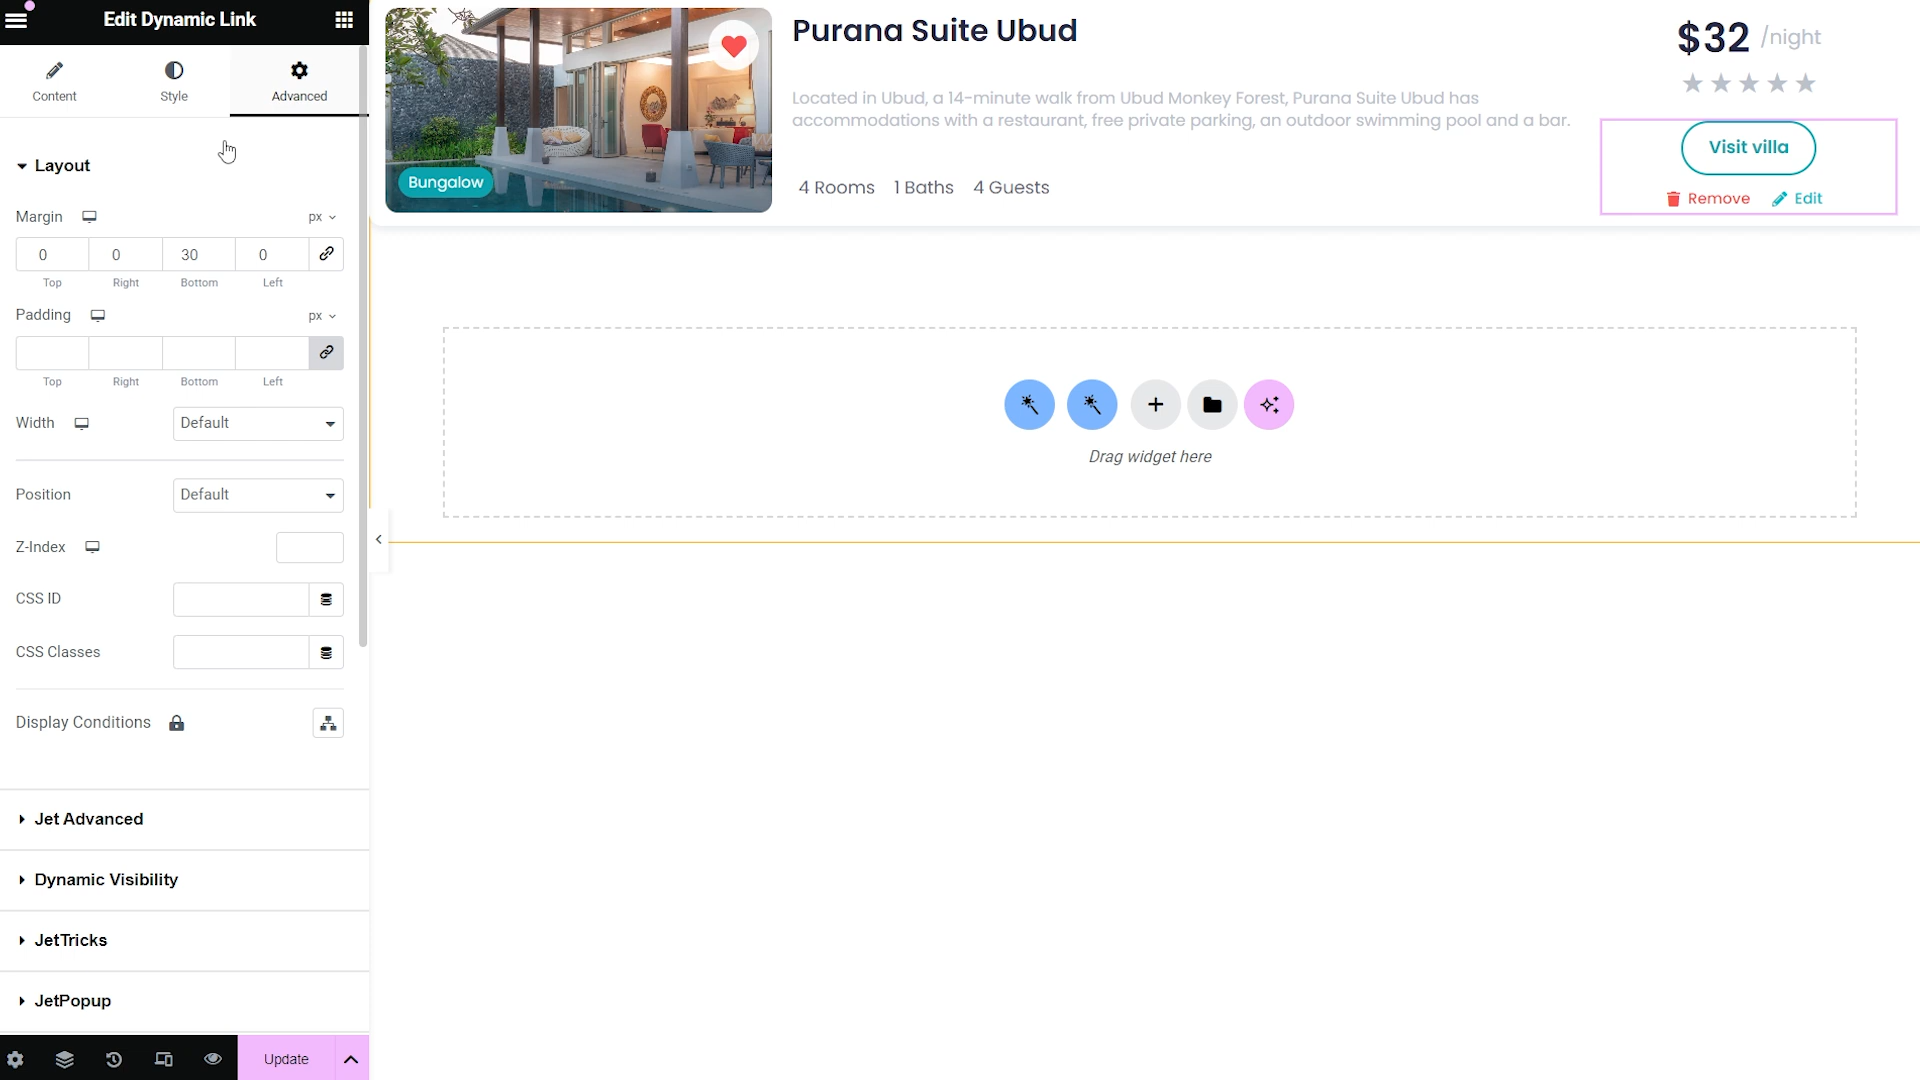 Edit Dynamic Link
Content
Style
Advanced
Layout
Margin
px
0
0
30
0
Top
Right
Bottom
Left
Padding
px
Top
Right
Bottom
Left
Width
Default
Position
Default
Z-Index
CSS ID
CSS Classes
Display Conditions
Jet Advanced
Dynamic Visibility
JetTricks
JetPopup
Update
Bungalow
Purana Suite Ubud
Located in Ubud, a 14-minute walk from Ubud Monkey Forest, Purana Suite Ubud has
accommodations with a restaurant, free private parking, an outdoor swimming pool and a bar.
4 Rooms 1 Baths 4 Guests
$32 /night
Visit villa
Remove Edit
Drag widget here